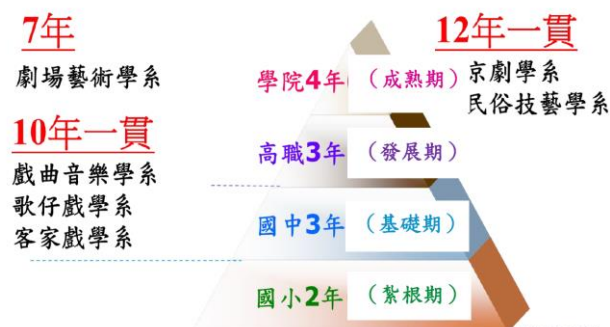 7年
劇場藝術學系
10年一貫
戲曲音樂學系
歌仔戲學系
客家戲學系
12年一貫
京劇學系
民俗技藝學系
學院4年（成熟期）
高職3年（發展期）
國中3年（基礎期）
國小2年（紮根期）